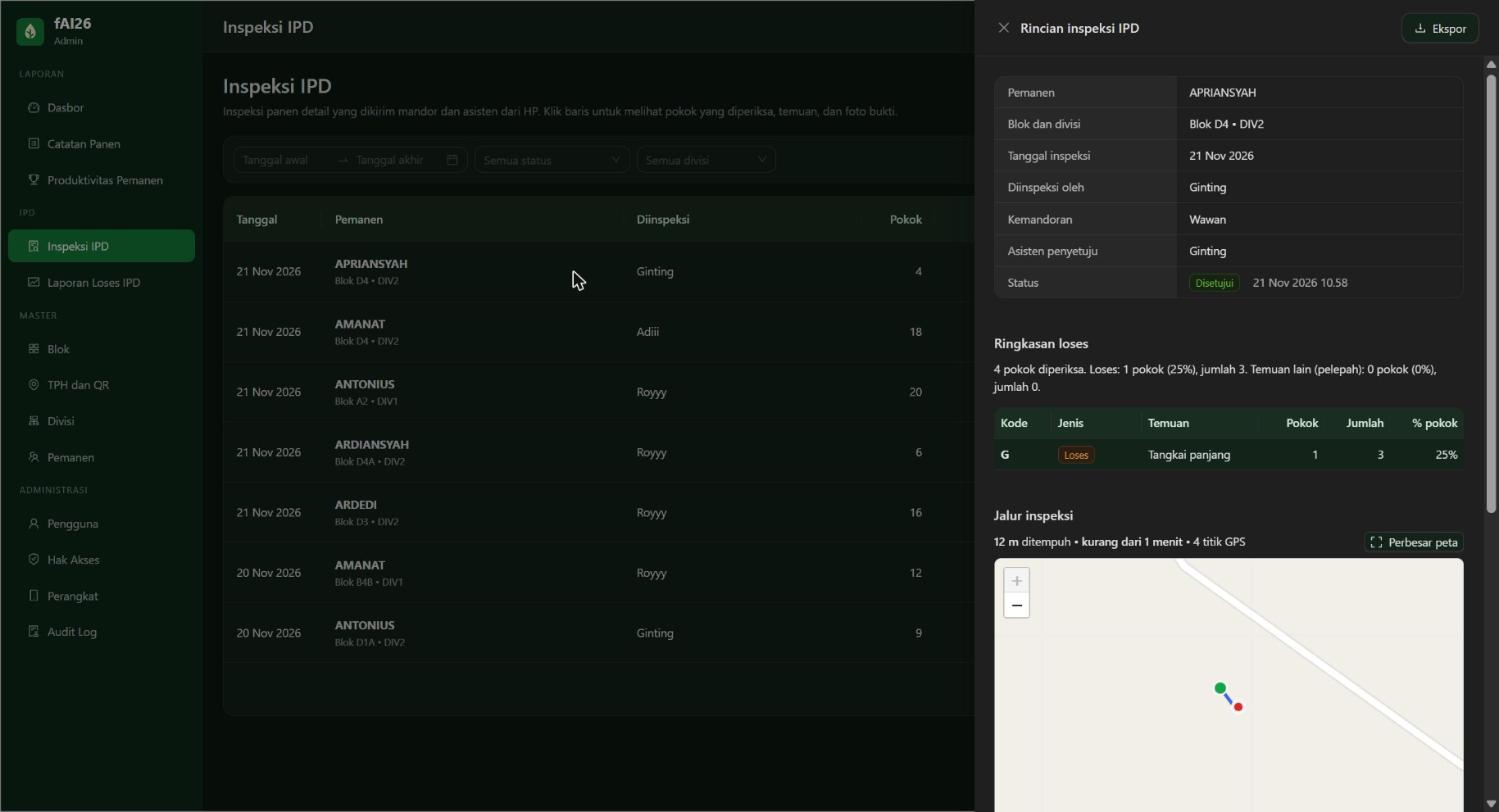 fAI26
Admin
LAPORAN
Dasbor
Catatan Panen
Produktivitas Pemanen
IPD
Inspeksi IPD
Laporan Loses IPD
MASTER
Blok
TPH dan QR
Divisi
Pemanen
ADMINISTRASI
Pengguna
Hak Akses
Perangkat
Audit Log
Inspeksi IPD
Inspeksi IPD
Inspeksi panen detail yang dikirim mandor dan asisten dari HP. Klik baris untuk melihat pokok yang diperiksa, temuan, dan foto bukti.
Tanggal awal → Tanggal akhir Semua status Semua divisi
Tanggal Pemanen Diinspeksi Pokok
21 Nov 2026 APRIANSYAH Ginting 4
Blok D4 • DIV2
21 Nov 2026 AMANAT Adiii 18
Blok D4 • DIV2
21 Nov 2026 ANTONIUS Royyy 20
Blok A2 • DIV1
21 Nov 2026 ARDIANSYAH Royyy 6
Blok D4A • DIV2
21 Nov 2026 ARDEDI Royyy 16
Blok D3 • DIV2
20 Nov 2026 AMANAT Royyy 12
Blok B4B • DIV1
20 Nov 2026 ANTONIUS Ginting 9
Blok D1A • DIV2
Rincian inspeksi IPD Ekspor
Pemanen APRIANSYAH
Blok dan divisi Blok D4 • DIV2
Tanggal inspeksi 21 Nov 2026
Diinspeksi oleh Ginting
Kemandoran Wawan
Asisten penyetuju Ginting
Status Disetujui 21 Nov 2026 10.58
Ringkasan loses
4 pokok diperiksa. Loses: 1 pokok (25%), jumlah 3. Temuan lain (pelepah): 0 pokok (0%),
jumlah 0.
Kode Jenis Temuan Pokok Jumlah % pokok
G Loses Tangkai panjang 1 3 25%
Jalur inspeksi
12 m ditempuh • kurang dari 1 menit • 4 titik GPS Perbesar peta
+
−